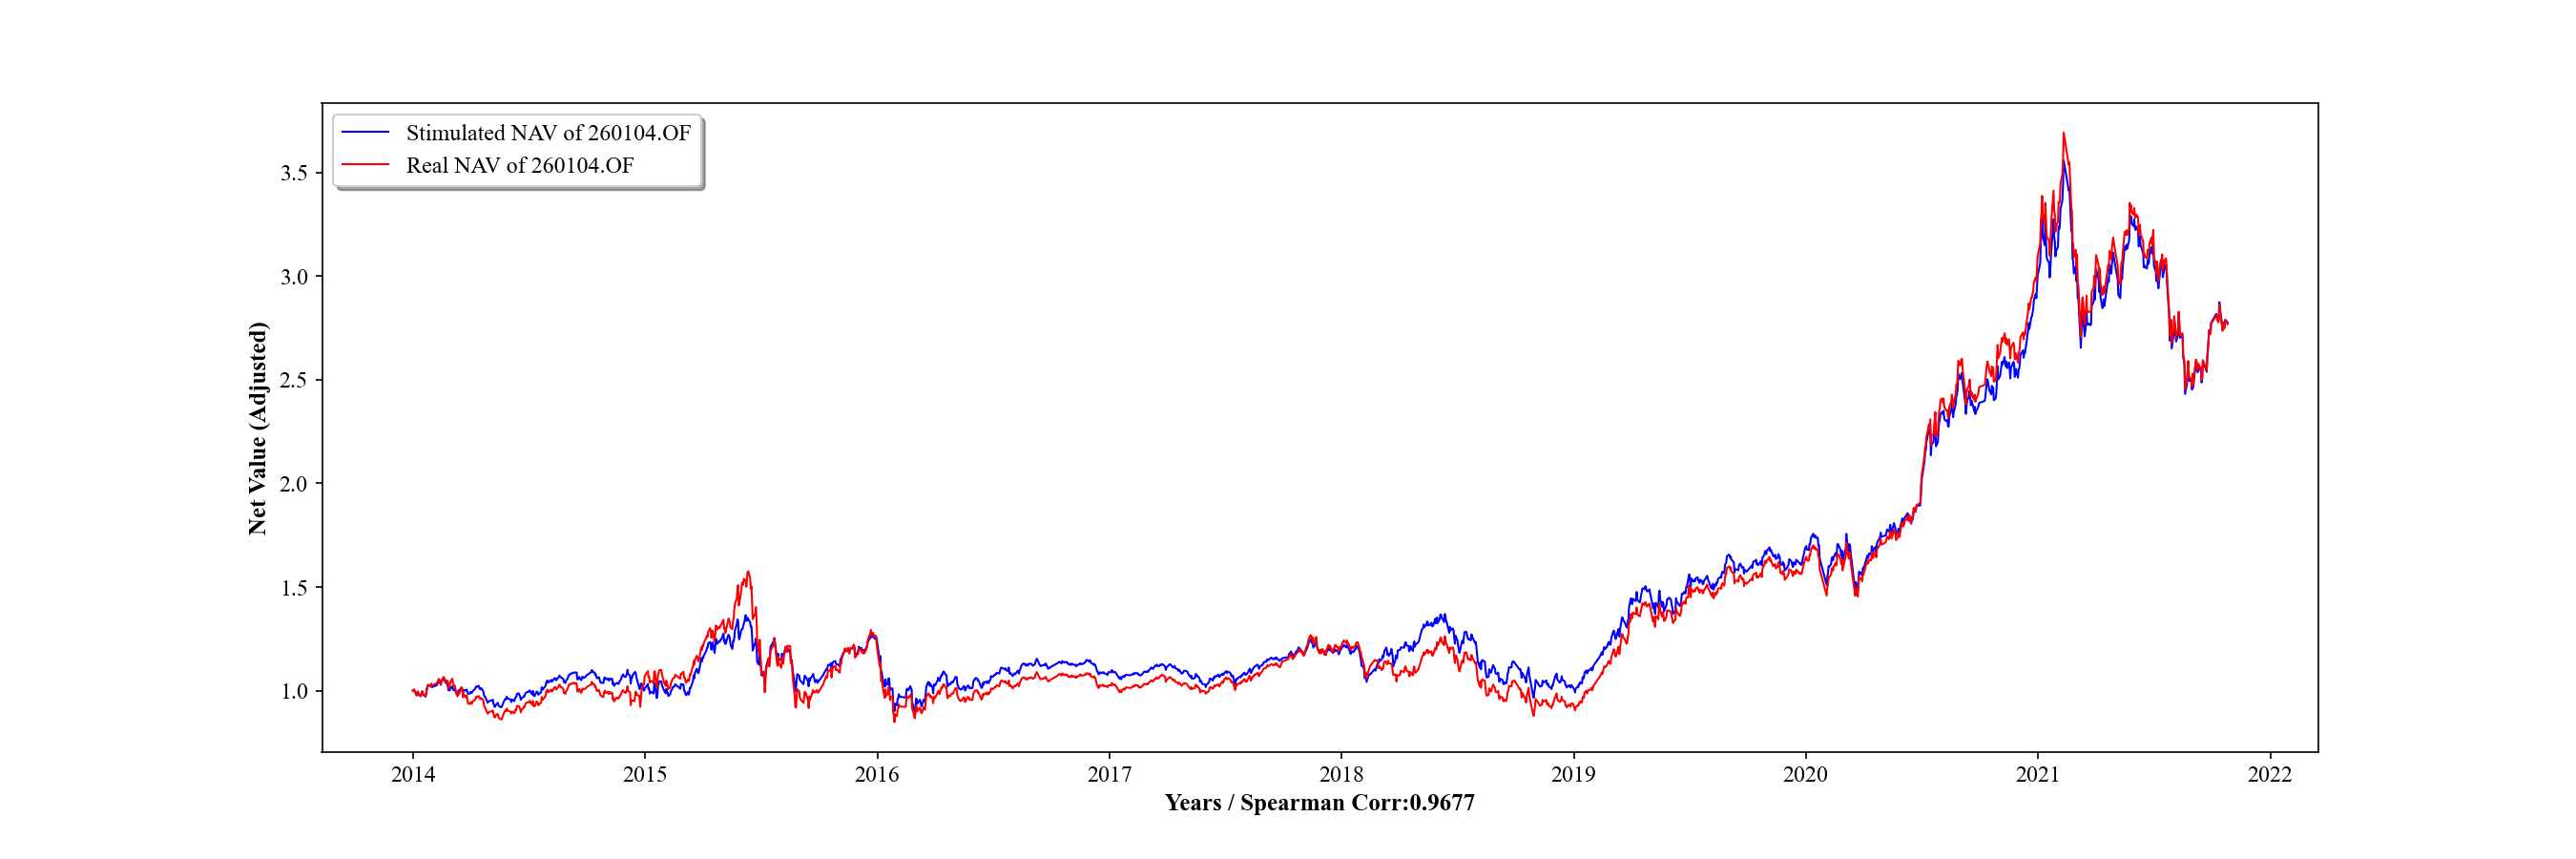 Stimulated NAV of 260104.OF
Real NAV of 260104.OF
Net Value (Adjusted)
3.5
3.0
2.5
2.0
1.5
1.0
2014 2015 2016 2017 2018 2019 2020 2021 2022
Years / Spearman Corr:0.9677